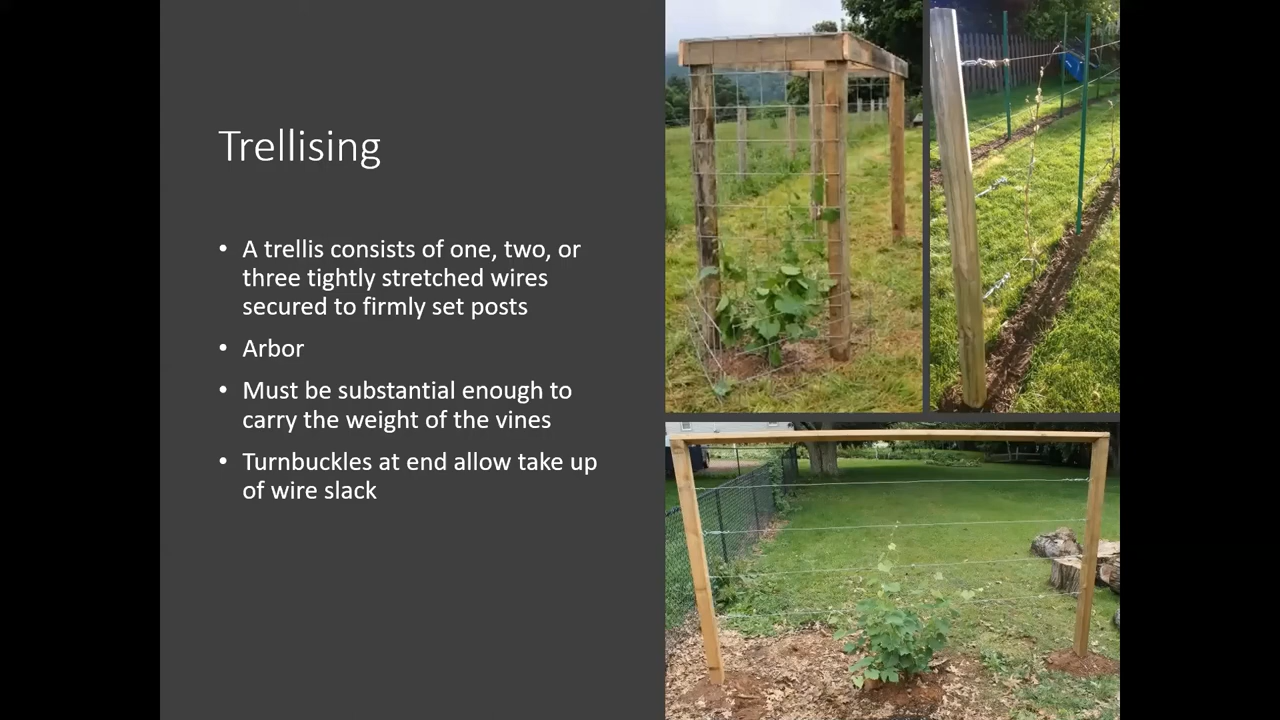 Trellising
• A trellis consists of one, two, or
three tightly stretched wires
secured to firmly set posts
• Arbor
• Must be substantial enough to
carry the weight of the vines
• Turnbuckles at end allow take up
of wire slack